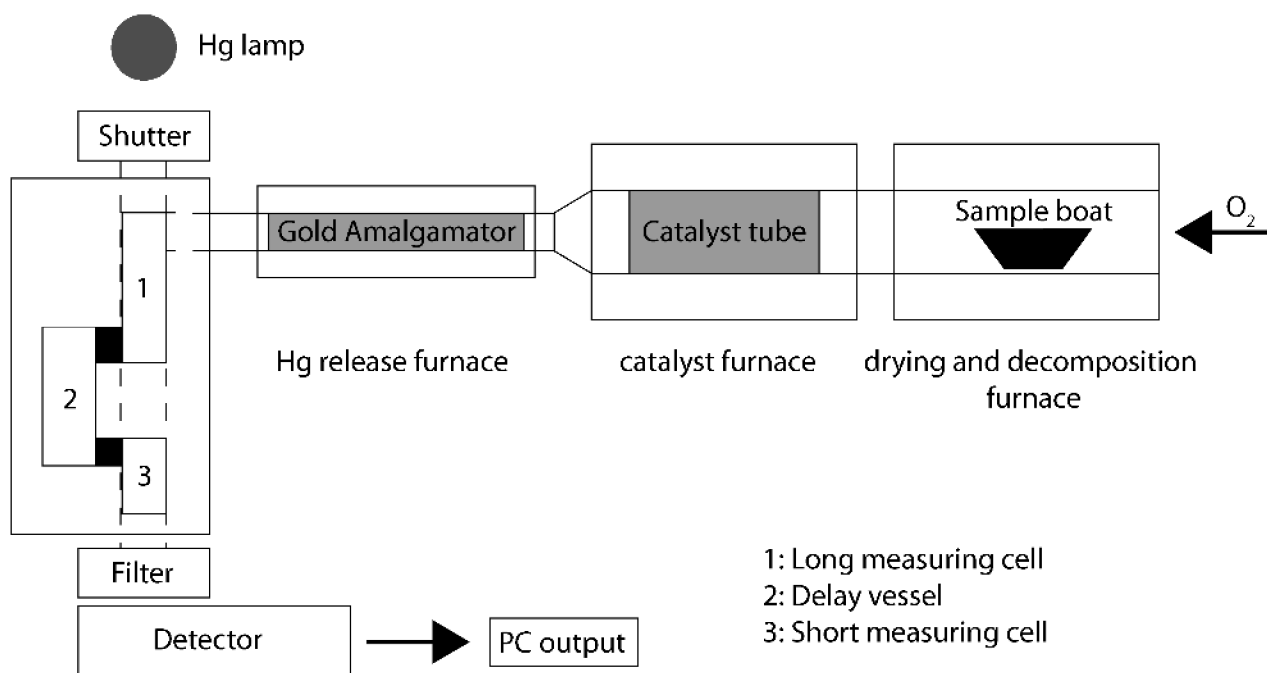 Hg lamp
Shutter
Gold Amalgamator
Catalyst tube
Sample boat
O2
1
2
3
Hg release furnace
catalyst furnace
drying and decomposition
furnace
Filter
Detector
PC output
1: Long measuring cell
2: Delay vessel
3: Short measuring cell